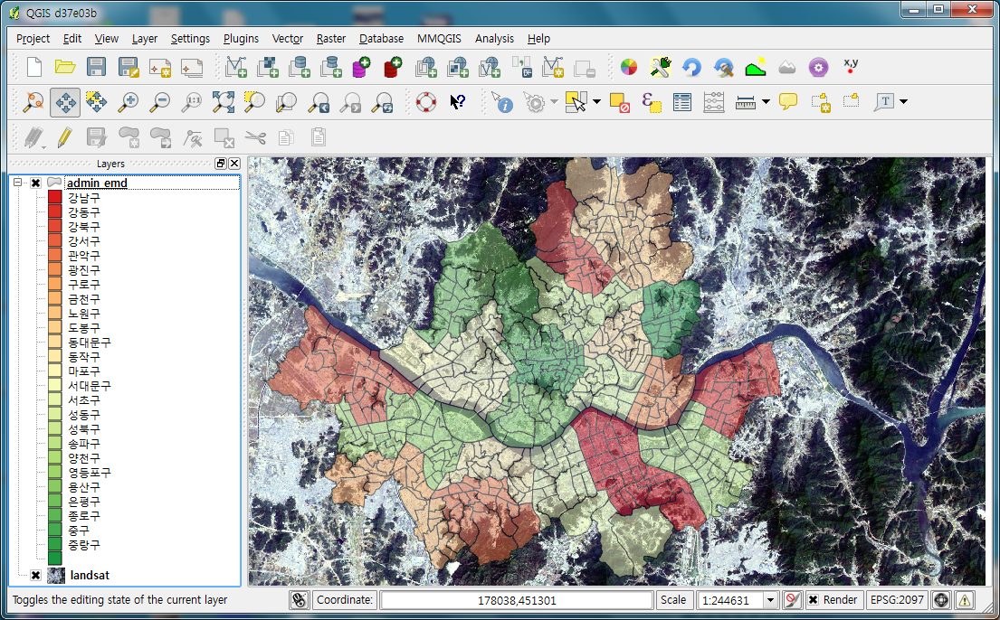 QGIS d37e03b
Project Edit View Layer Settings Plugins Vector Raster Database MMQGIS Analysis Help
x,y
1:1
T
Layers
admin_emd
강남구
강동구
강북구
강서구
관악구
광진구
구로구
금천구
노원구
도봉구
동대문구
동작구
마포구
서대문구
서초구
성동구
성북구
송파구
양천구
영등포구
용산구
은평구
종로구
중구
중랑구
landsat
Toggles the editing state of the current layer Coordinate: 178038,451301 Scale 1:244631 Render EPSG:2097